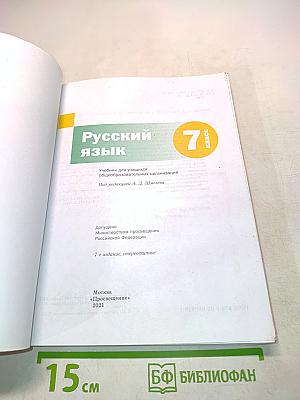 Русский
язык
7
класс
Учебник для учащихся
общеобразовательных организаций
Под редакцией А. Д. Шмелёва
Допущено
Министерством просвещения
Российской Федерации
7-е издание, стереотипное
Москва
«Просвещение»
2021
15 см
БФ БИБЛИОФАН